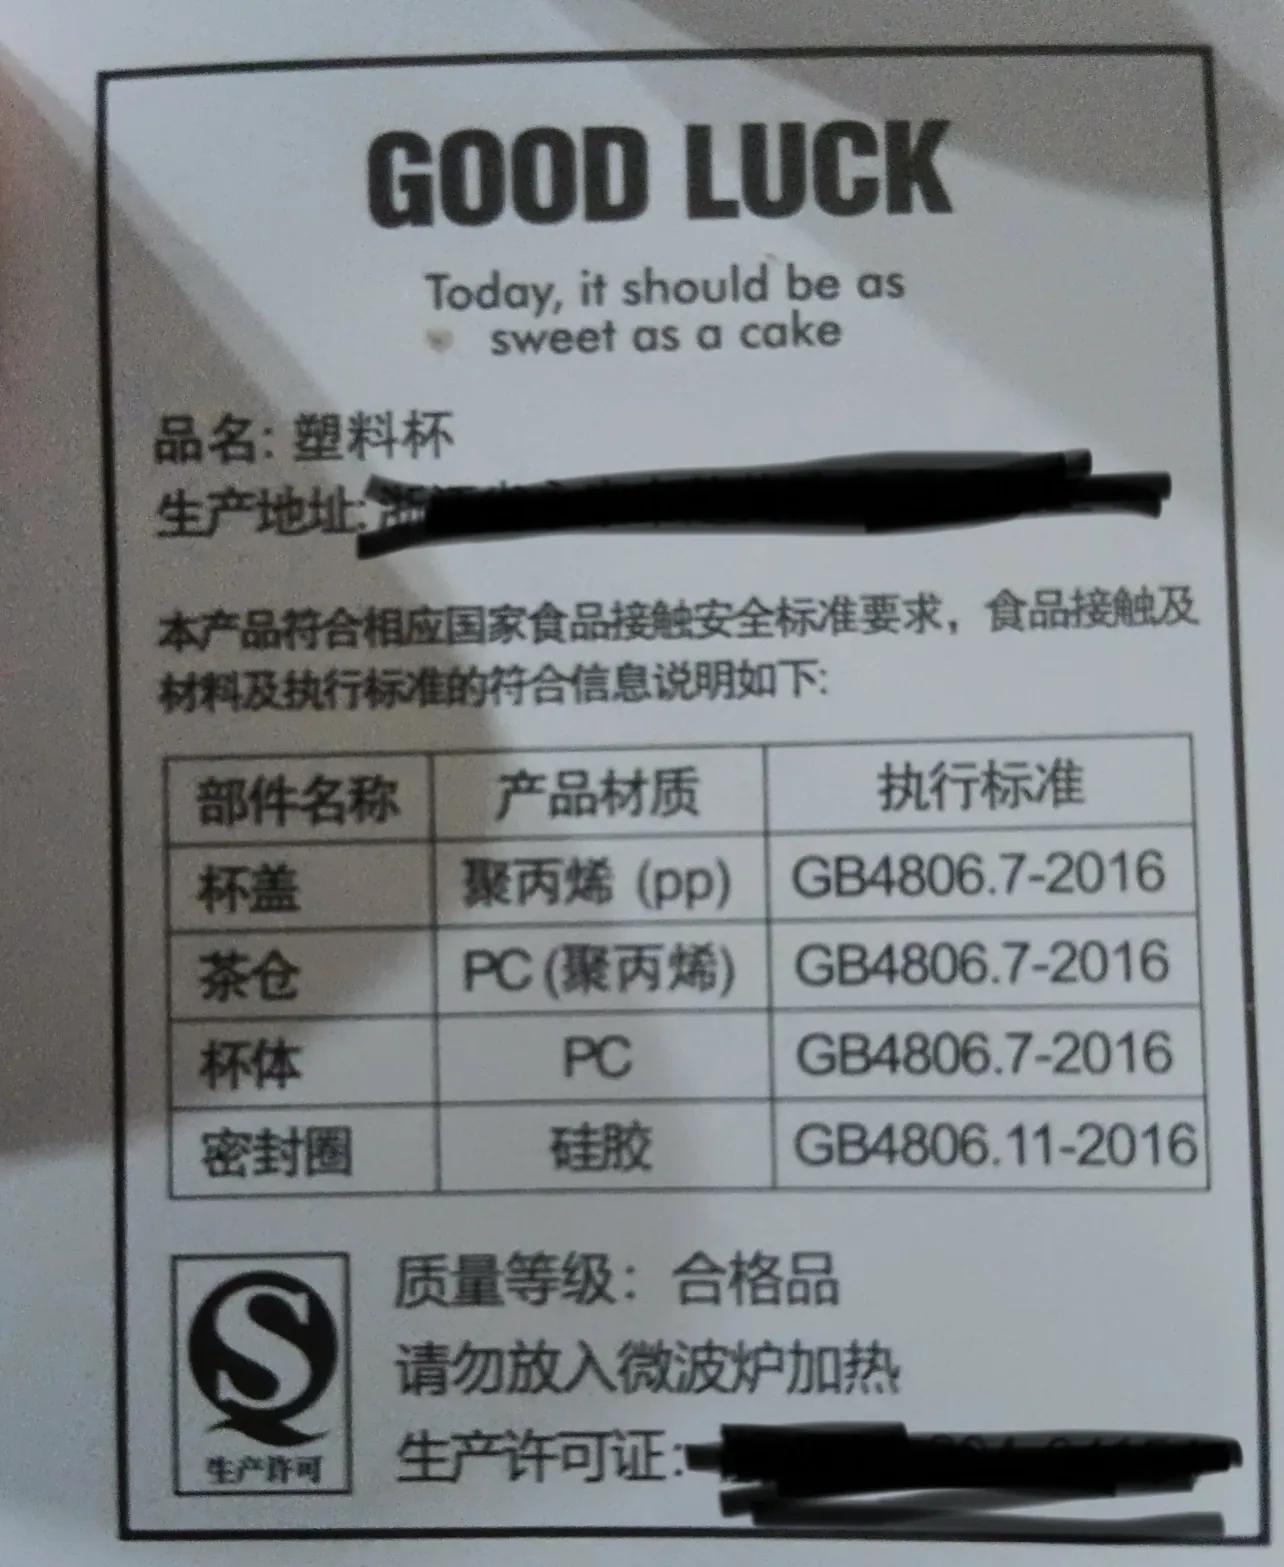 GOOD LUCK
Today, it should be as
sweet as a cake
品名: 塑料杯
生产地址:
本产品符合相应国家食品接触安全标准要求，食品接触及
材料及执行标准的符合信息说明如下:
部件名称 产品材质 执行标准
杯盖 聚丙烯 (pp) GB4806.7-2016
茶仓 PC (聚丙烯) GB4806.7-2016
杯体 PC GB4806.7-2016
密封圈 硅胶 GB4806.11-2016
质量等级：合格品
请勿放入微波炉加热
生产许可证：
生产许可